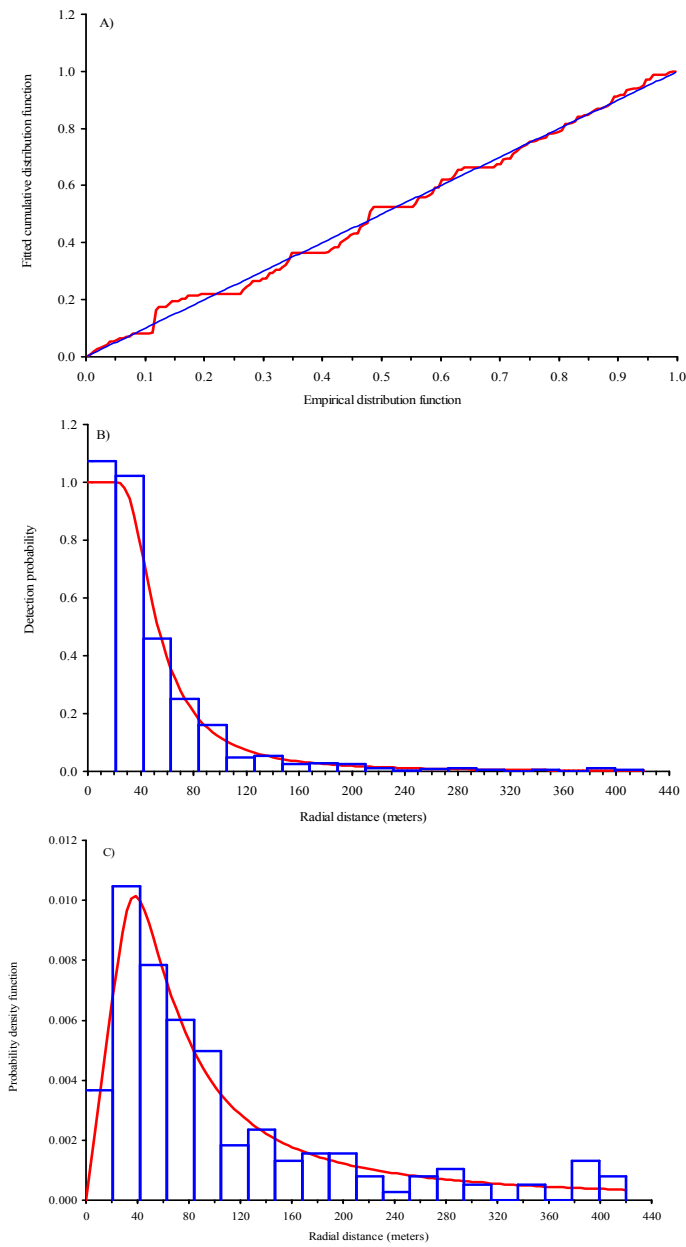 A)
1.2
1.0
0.8
0.6
0.4
0.2
0.0
Fitted cumulative distribution function
0.0 0.1 0.2 0.3 0.4 0.5 0.6 0.7 0.8 0.9 1.0
Empirical distribution function
B)
1.2
1.0
0.8
0.6
0.4
0.2
0.0
Detection probability
0 40 80 120 160 200 240 280 320 360 400 440
Radial distance (meters)
C)
0.012
0.010
0.008
0.006
0.004
0.002
0.000
Probability density function
0 40 80 120 160 200 240 280 320 360 400 440
Radial distance (meters)